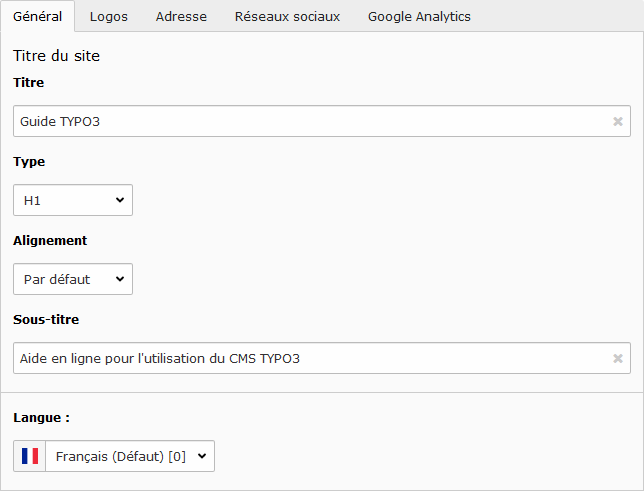 Général Logos Adresse Réseaux sociaux Google Analytics
Titre du site
Titre
Guide TYPO3
Type
H1
Alignement
Par défaut
Sous-titre
Aide en ligne pour l'utilisation du CMS TYPO3
Langue :
Français (Défaut) [0]